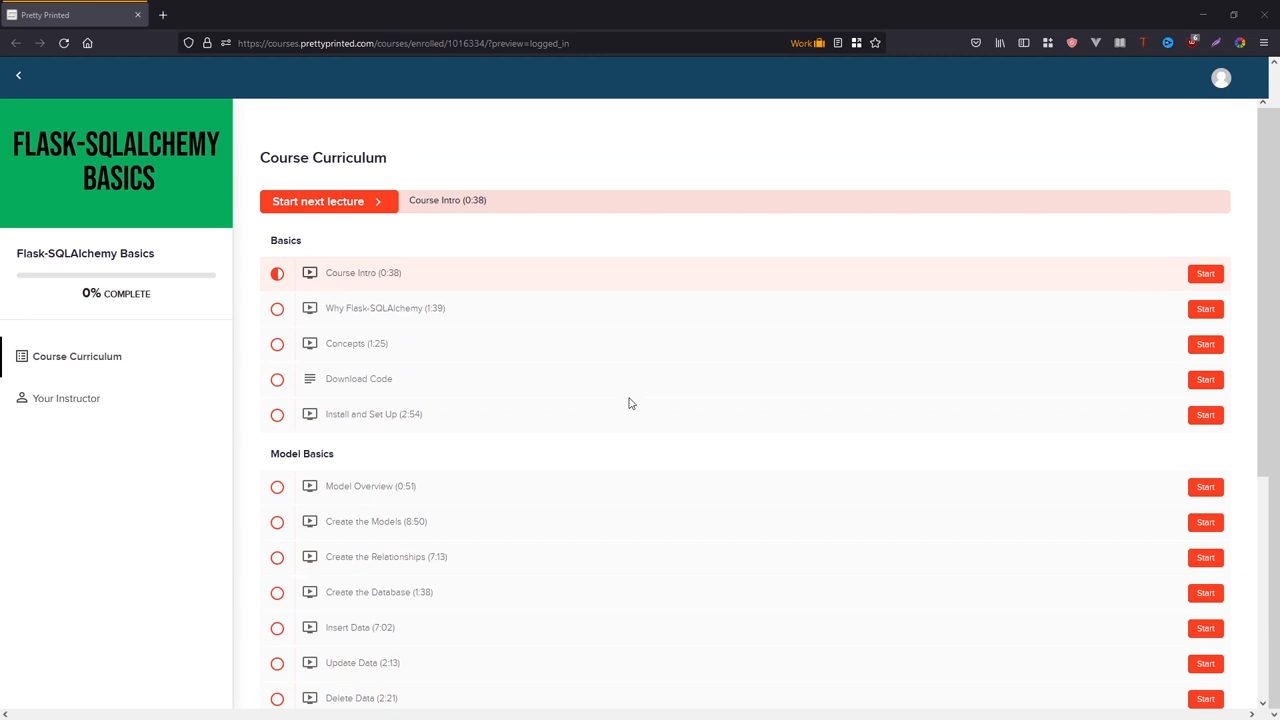 Pretty Printed
https://courses.prettyprinted.com/courses/enrolled/1016334/?preview=logged_in
Work
6
FLASK-SQLALCHEMY
BASICS
Flask-SQLAlchemy Basics
0% COMPLETE
Course Curriculum
Your Instructor
Course Curriculum
Start next lecture
Course Intro (0:38)
Basics
Course Intro (0:38)
Start
Why Flask-SQLAlchemy (1:39)
Start
Concepts (1:25)
Start
Download Code
Start
Install and Set Up (2:54)
Start
Model Basics
Model Overview (0:51)
Start
Create the Models (8:50)
Start
Create the Relationships (7:13)
Start
Create the Database (1:38)
Start
Insert Data (7:02)
Start
Update Data (2:13)
Start
Delete Data (2:21)
Start